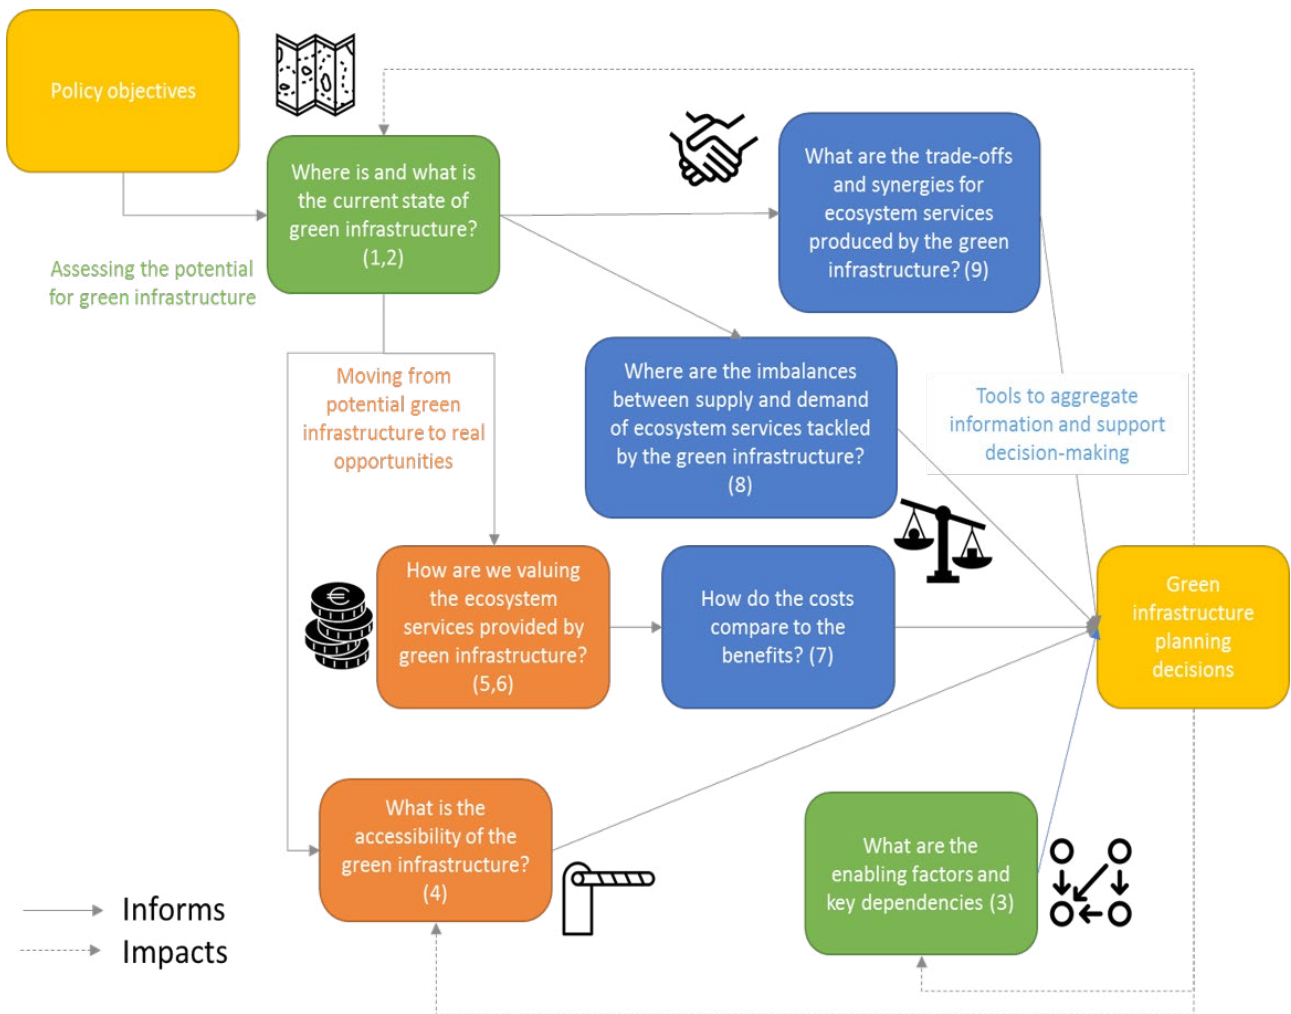 Policy objectives
Where is and what is
the current state of
green infrastructure?
(1,2)
Assessing the potential
for green infrastructure
What are the trade-offs
and synergies for
ecosystem services
produced by the green
infrastructure? (9)
Moving from
potential green
infrastructure to real
opportunities
Where are the imbalances
between supply and demand
of ecosystem services tackled
by the green infrastructure?
(8)
Tools to aggregate
information and support
decision-making
How are we valuing
the ecosystem
services provided by
green infrastructure?
(5,6)
€
How do the costs
compare to the
benefits? (7)
Green
infrastructure
planning
decisions
What is the
accessibility of the
green infrastructure?
(4)
What are the
enabling factors and
key dependencies (3)
Informs
Impacts